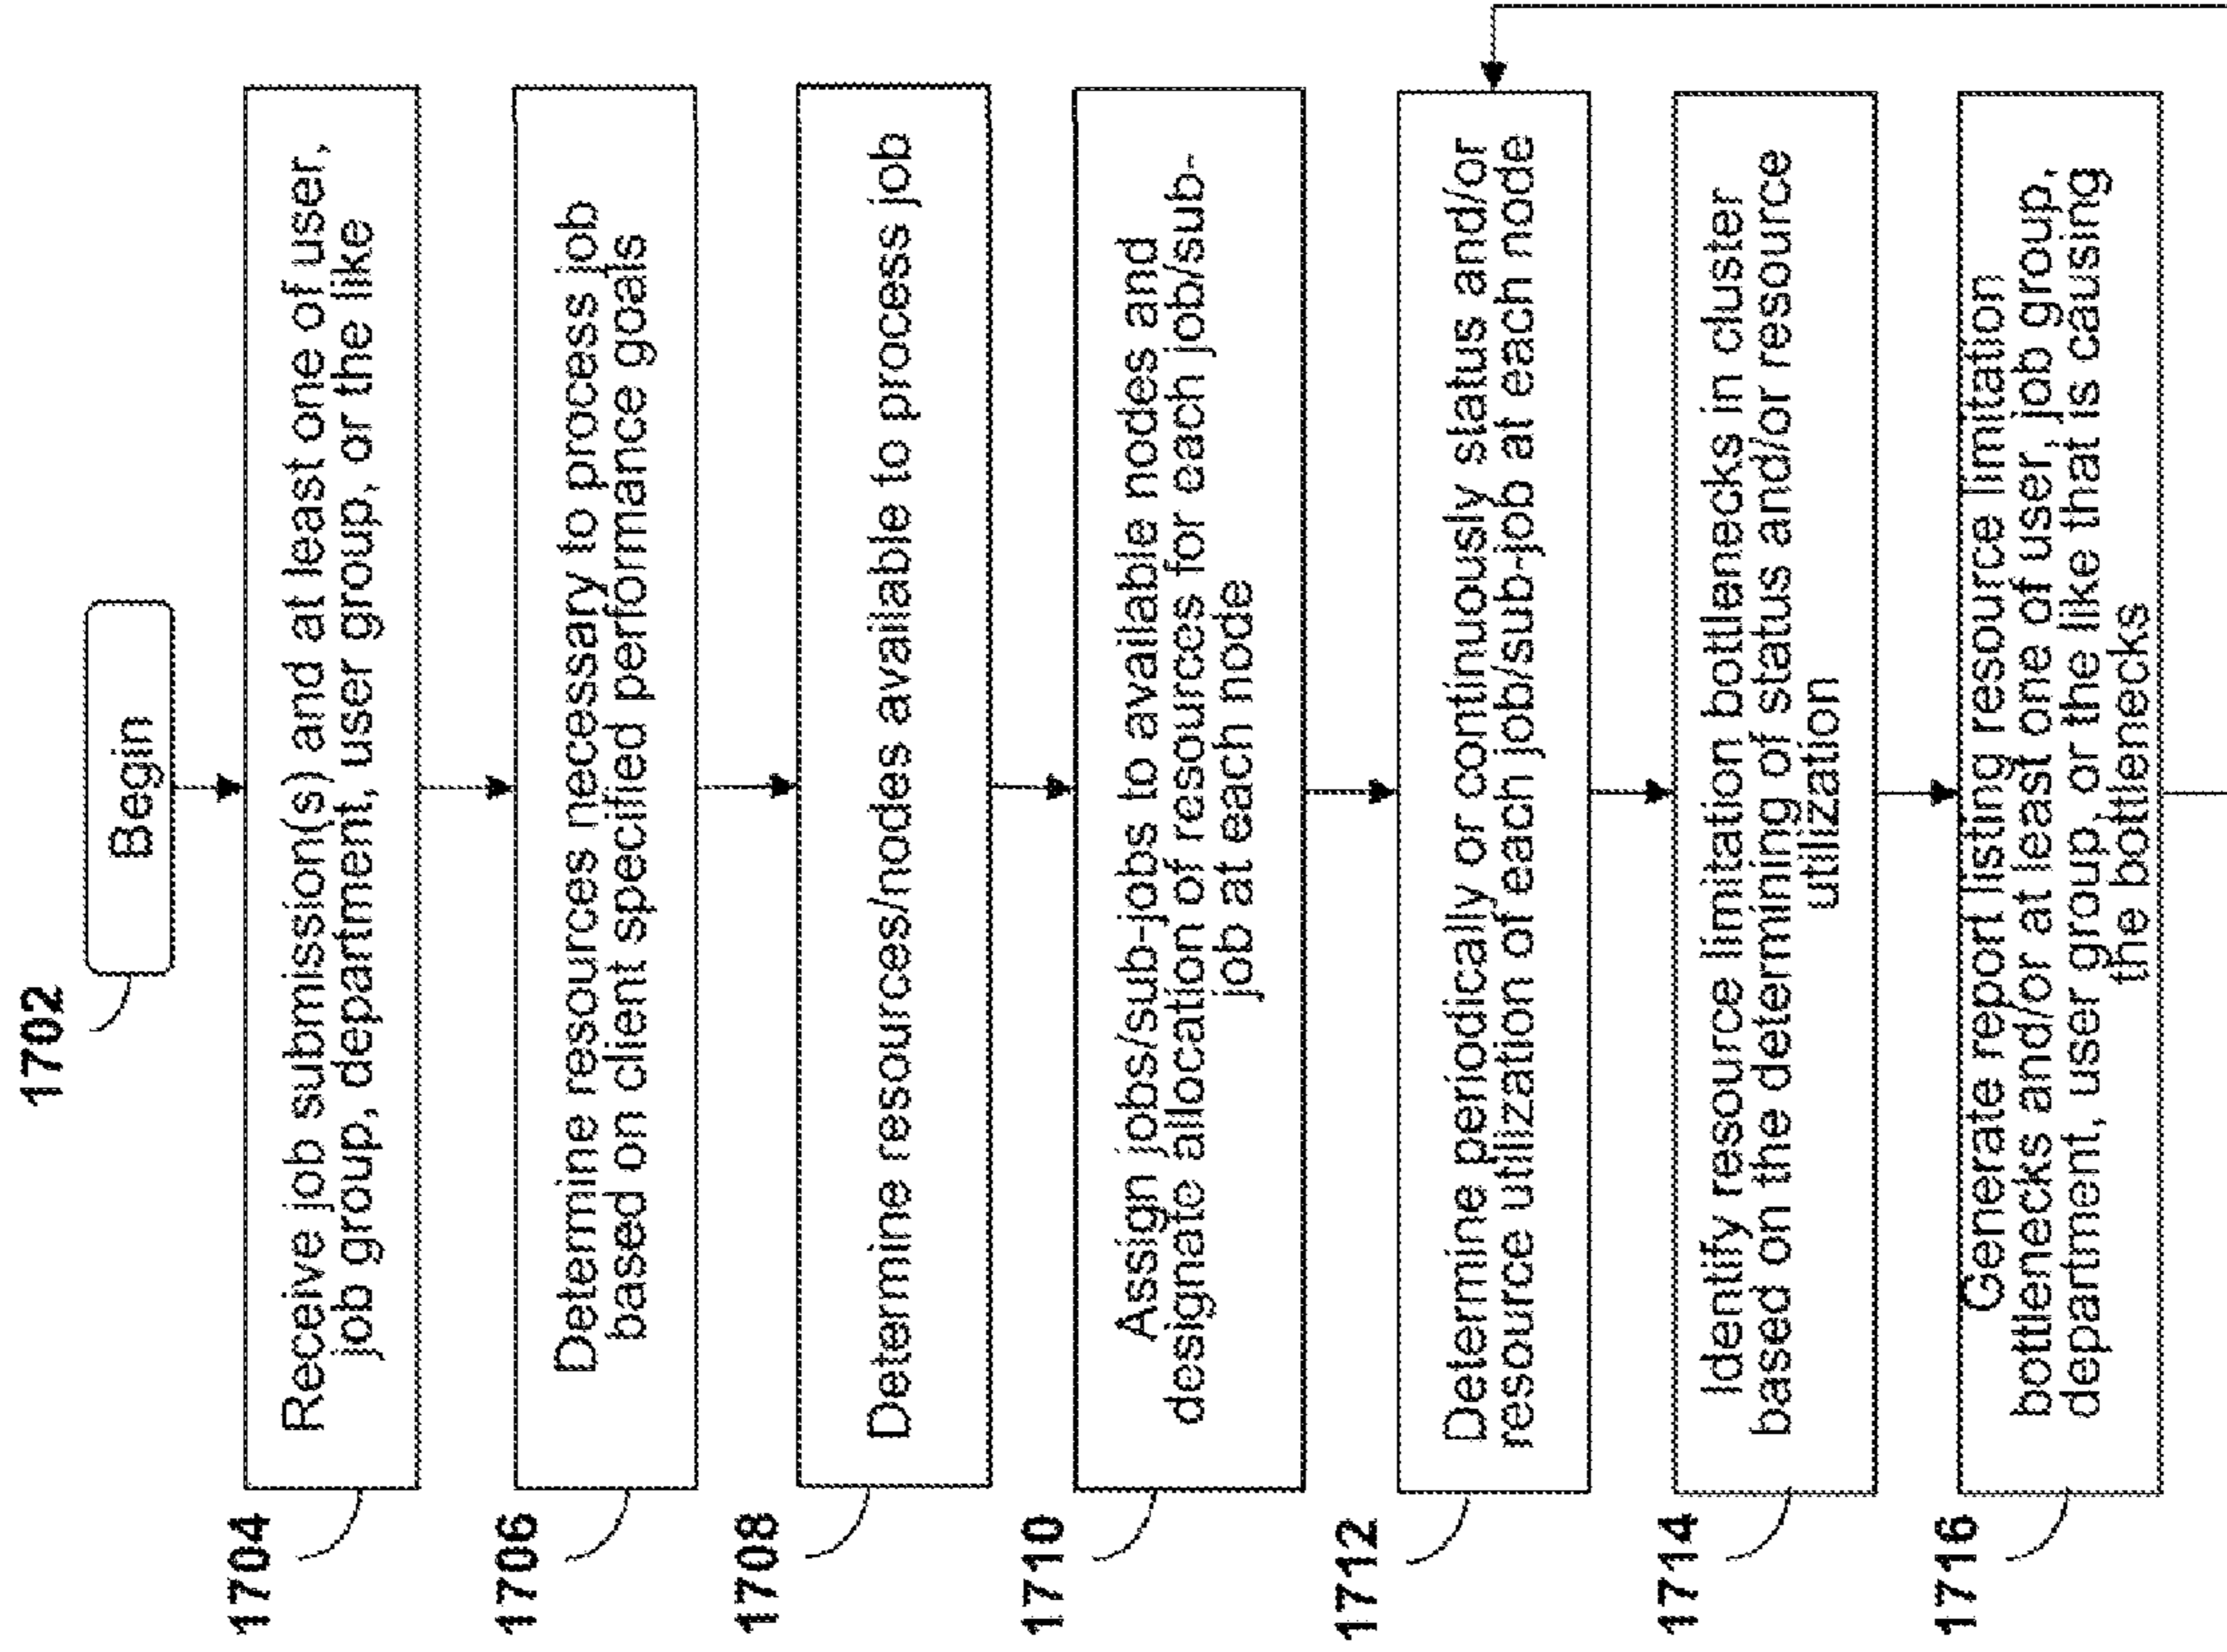 1702
Begin
1704
Receive job submission(s) and at least one of user,
job group, department, user group, or the like
1706
Determine resources necessary to process job
based on client specified performance goals
1708
Determine resources/nodes available to process job
1710
Assign jobs/sub-jobs to available nodes and
designate allocation of resources for each job/sub-
job at each node
1712
Determine periodically or continuously status and/or
resource utilization of each job/sub-job at each node
1714
Identify resource limitation bottlenecks in cluster
based on the determining of status and/or resource
utilization
1716
Generate report listing resource limitation
bottlenecks and/or at least one of user, job group,
department, user group, or the like that is causing
the bottlenecks